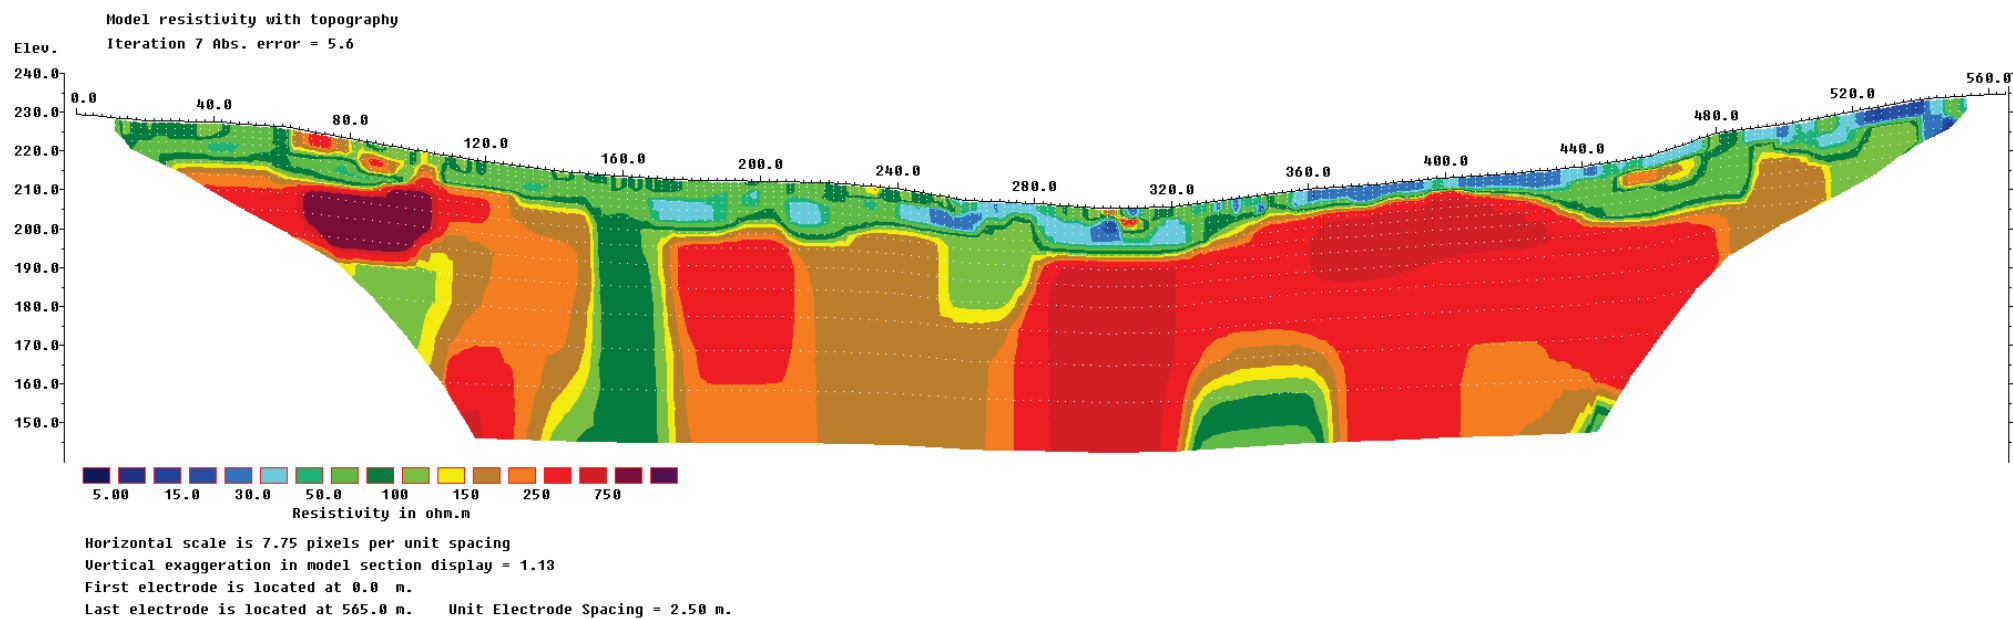 Model resistivity with topography
Iteration 7 Abs. error = 5.6
Elev.
240.0
230.0
220.0
210.0
200.0
190.0
180.0
170.0
160.0
150.0
0.0
40.0
80.0
120.0
160.0
200.0
240.0
280.0
320.0
360.0
400.0
440.0
480.0
520.0
560.0
5.00 15.0 30.0 50.0 100 150 250 750
Resistivity in ohm.m
Horizontal scale is 7.75 pixels per unit spacing
Vertical exaggeration in model section display = 1.13
First electrode is located at 0.0 m.
Last electrode is located at 565.0 m. Unit Electrode Spacing = 2.50 m.